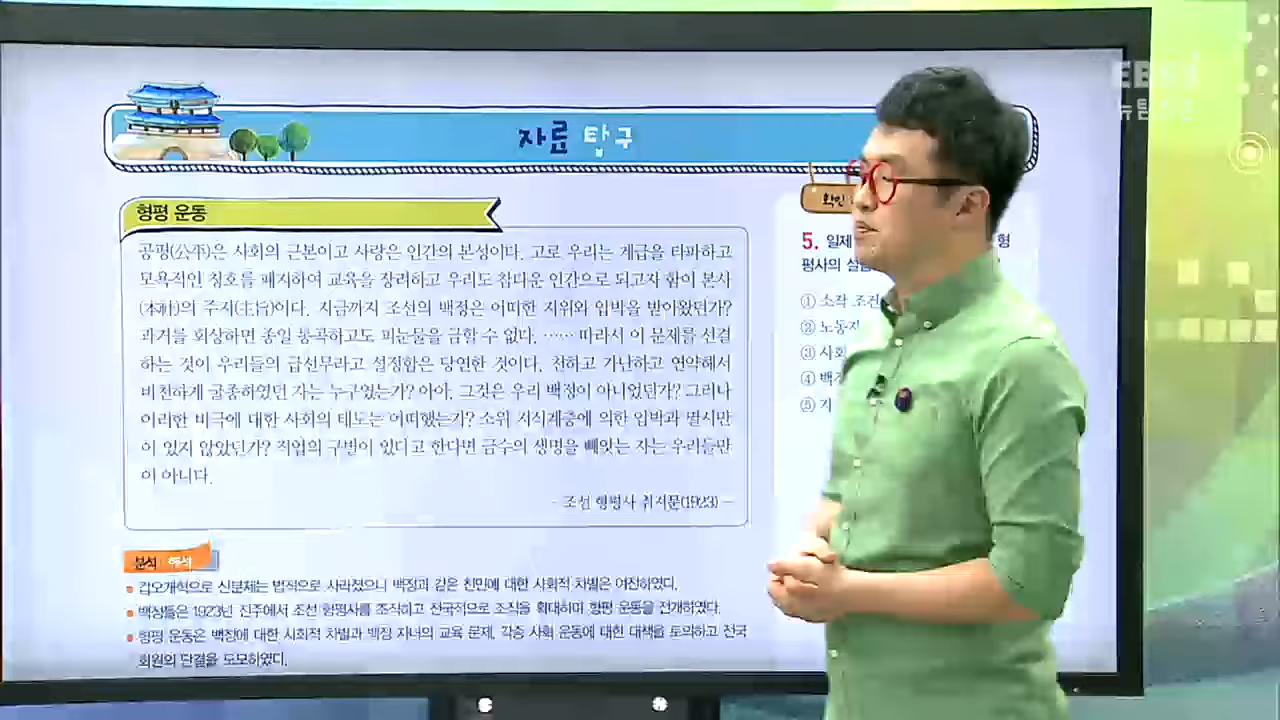 자료 탐구
형평 운동
공평(公平)은 사회의 근본이고 사랑은 인간의 본성이다. 고로 우리는 계급을 타파하고
모욕적인 칭호를 폐지하여 교육을 장려하고 우리도 참다운 인간으로 되고자 함이 본사
(本社)의 주지(主旨)이다. 지금까지 조선의 백정은 어떠한 지위와 압박을 받아왔던가?
과거를 회상하면 종일 통곡하고도 피눈물을 금할 수 없다. …… 따라서 이 문제를 선결
하는 것이 우리들의 급선무라고 설정함은 당연한 것이다. 천하고 가난하고 연약해서
비천하게 굴종하였던 자는 누구였는가? 아아, 그것은 우리 백정이 아니었던가? 그러나
이러한 비극에 대한 사회의 태도는 어떠했는가? 소위 지식계층에 의한 압박과 멸시만
이 있지 않았던가? 직업의 구별이 있다고 한다면 금수의 생명을 빼앗는 자는 우리들만
이 아니다.
- 조선 형평사 취지문(1923) -
분석 해석
갑오개혁으로 신분제는 법적으로 사라졌으나 백정과 같은 천민에 대한 사회적 차별은 여전하였다.
백정들은 1923년 진주에서 조선 형평사를 조직하고 전국적으로 조직을 확대하며 형평 운동을 전개하였다.
형평 운동은 백정에 대한 사회적 차별과 백정 자녀의 교육 문제, 각종 사회 운동에 대한 대책을 토의하고 전국
회원의 단결을 도모하였다.
확인
5. 일제 형
평사의 설
① 소작 조건
② 노동자
③ 사회
④ 백정
⑤ 지
EBSi